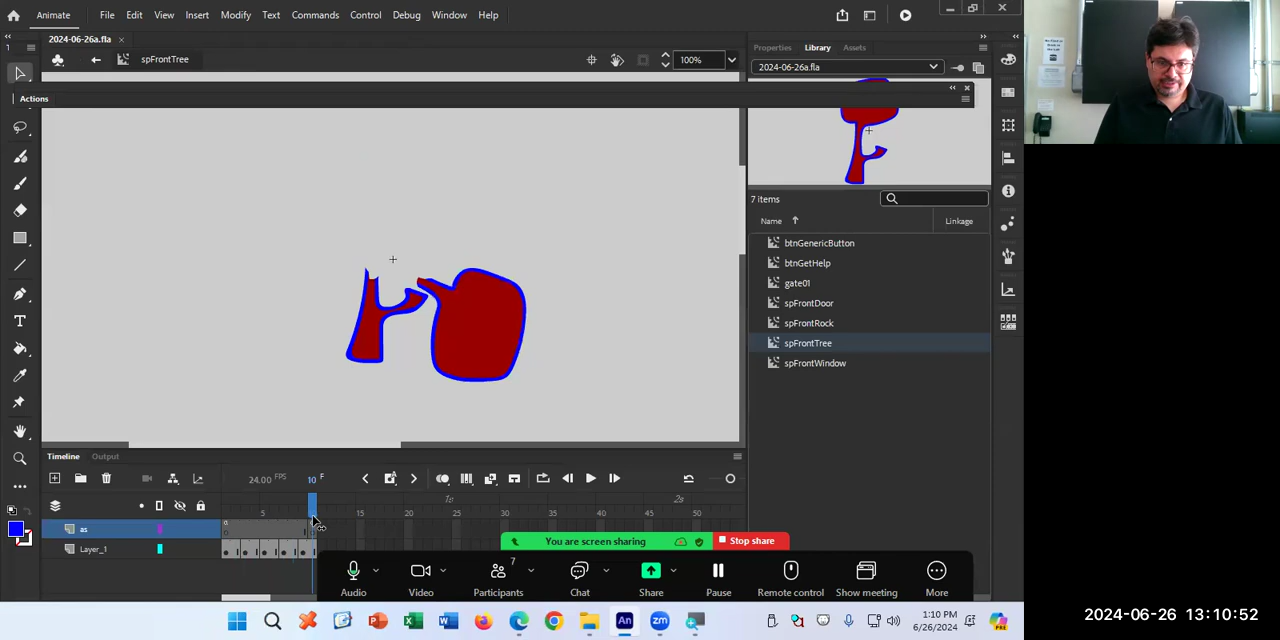 Animate File Edit View Insert Modify Text Commands Control Debug Window Help
2024-06-26a.fla ×
1
spFrontTree 100%
Properties Library Assets
2024-06-26a.fla
Actions
7 items
Name Linkage
btnGenericButton
btnGetHelp
gate01
spFrontDoor
spFrontRock
spFrontTree
spFrontWindow
Timeline Output
24.00 FPS 10 F
1s 2s
5 15 20 25 30 35 40 45 50
as
Layer_1
You are screen sharing Stop share
7
Audio Video Participants Chat Share Pause Remote control Show meeting More
1:10 PM
6/26/2024
2024-06-26 13:10:52